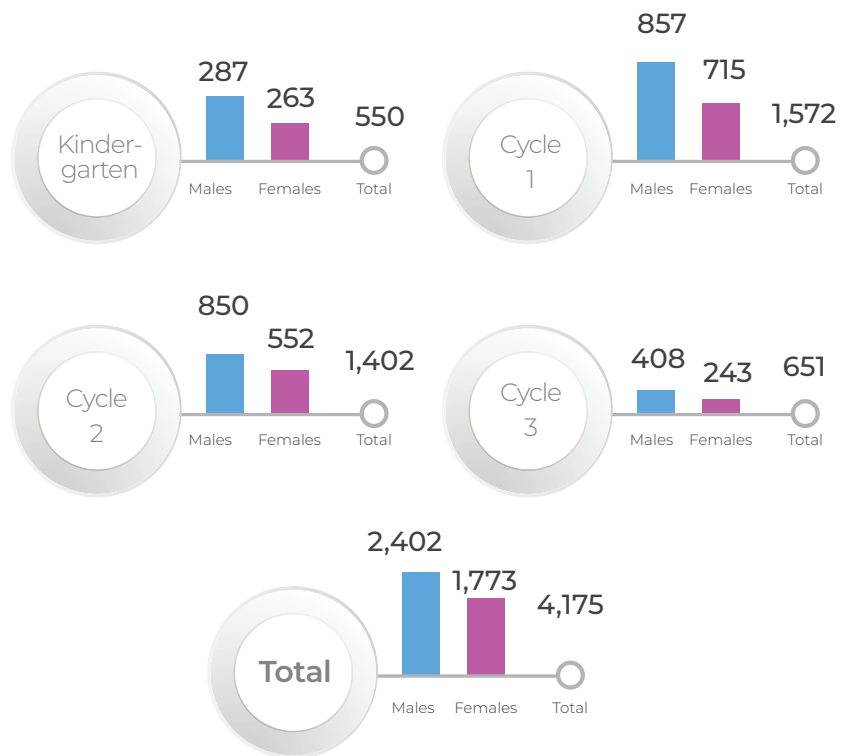 287
263
550
Kinder-
garten
Males Females Total
857
715
1,572
Cycle
1
Males Females Total
850
552
1,402
Cycle
2
Males Females Total
408
243
651
Cycle
3
Males Females Total
2,402
1,773
4,175
Total
Males Females Total